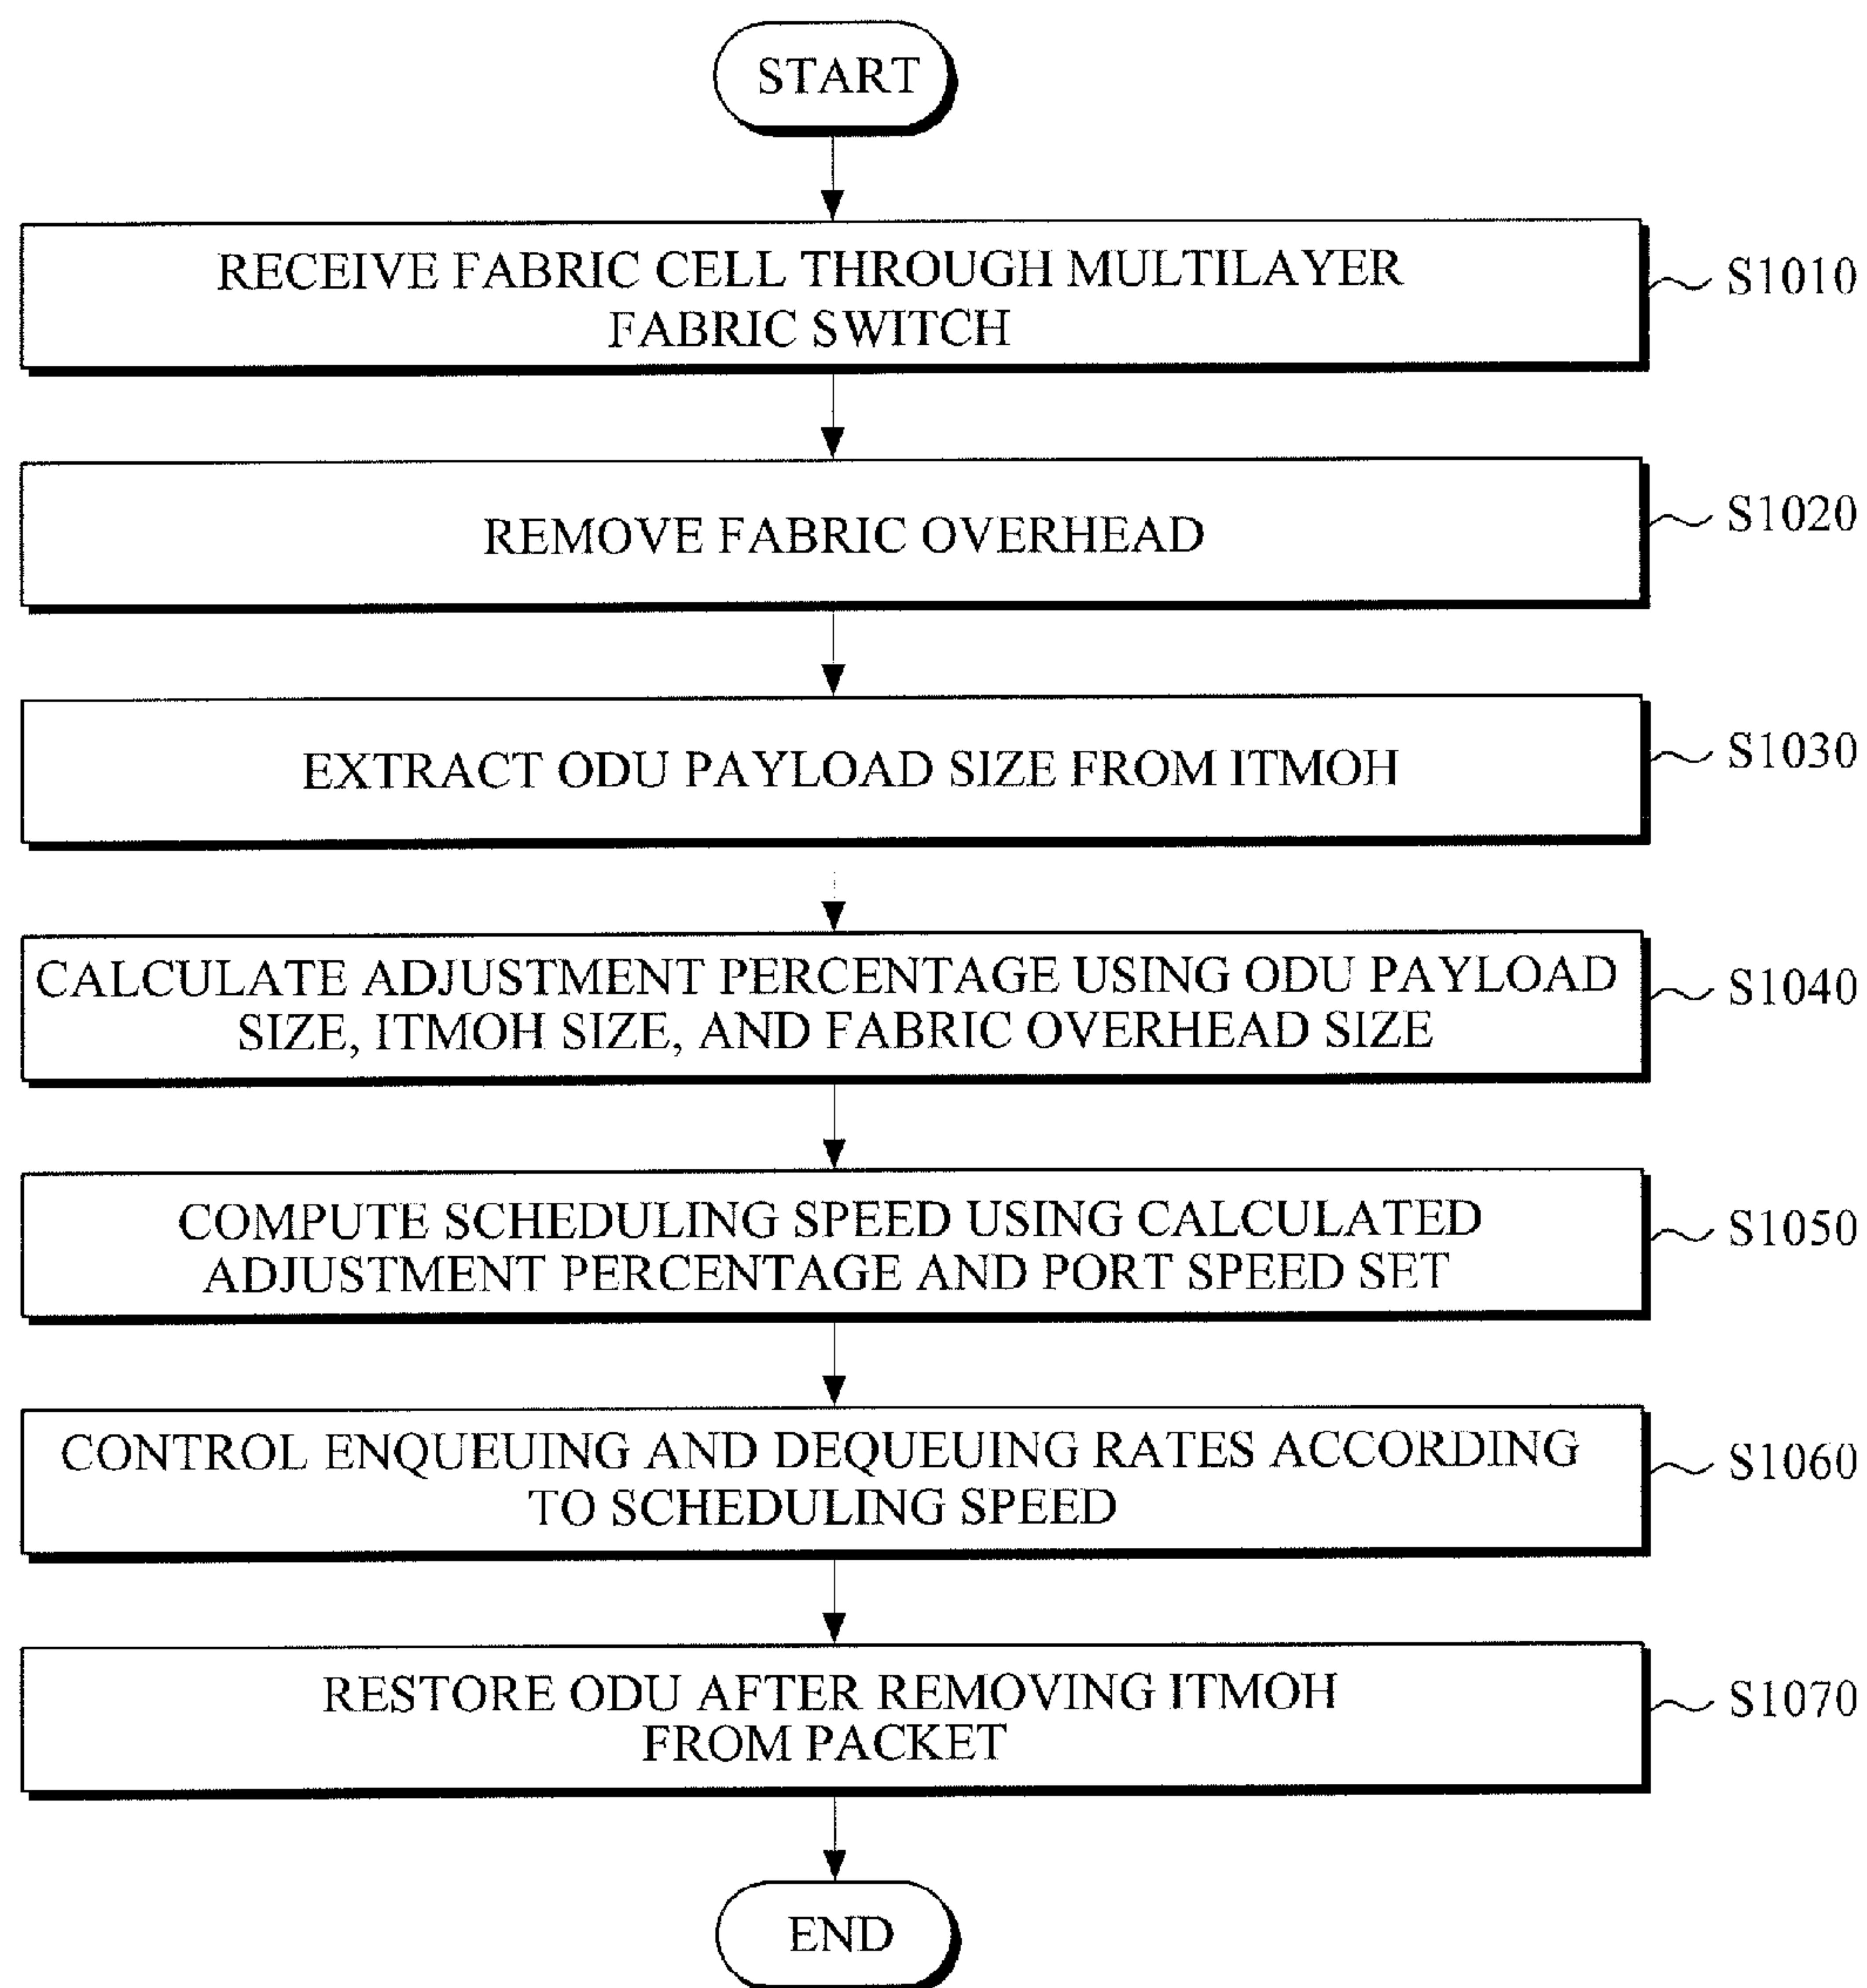 START
RECEIVE FABRIC CELL THROUGH MULTILAYER
FABRIC SWITCH
S1010
REMOVE FABRIC OVERHEAD
S1020
EXTRACT ODU PAYLOAD SIZE FROM ITMOH
S1030
CALCULATE ADJUSTMENT PERCENTAGE USING ODU PAYLOAD
SIZE, ITMOH SIZE, AND FABRIC OVERHEAD SIZE
S1040
COMPUTE SCHEDULING SPEED USING CALCULATED
ADJUSTMENT PERCENTAGE AND PORT SPEED SET
S1050
CONTROL ENQUEUING AND DEQUEUING RATES ACCORDING
TO SCHEDULING SPEED
S1060
RESTORE ODU AFTER REMOVING ITMOH
FROM PACKET
S1070
END